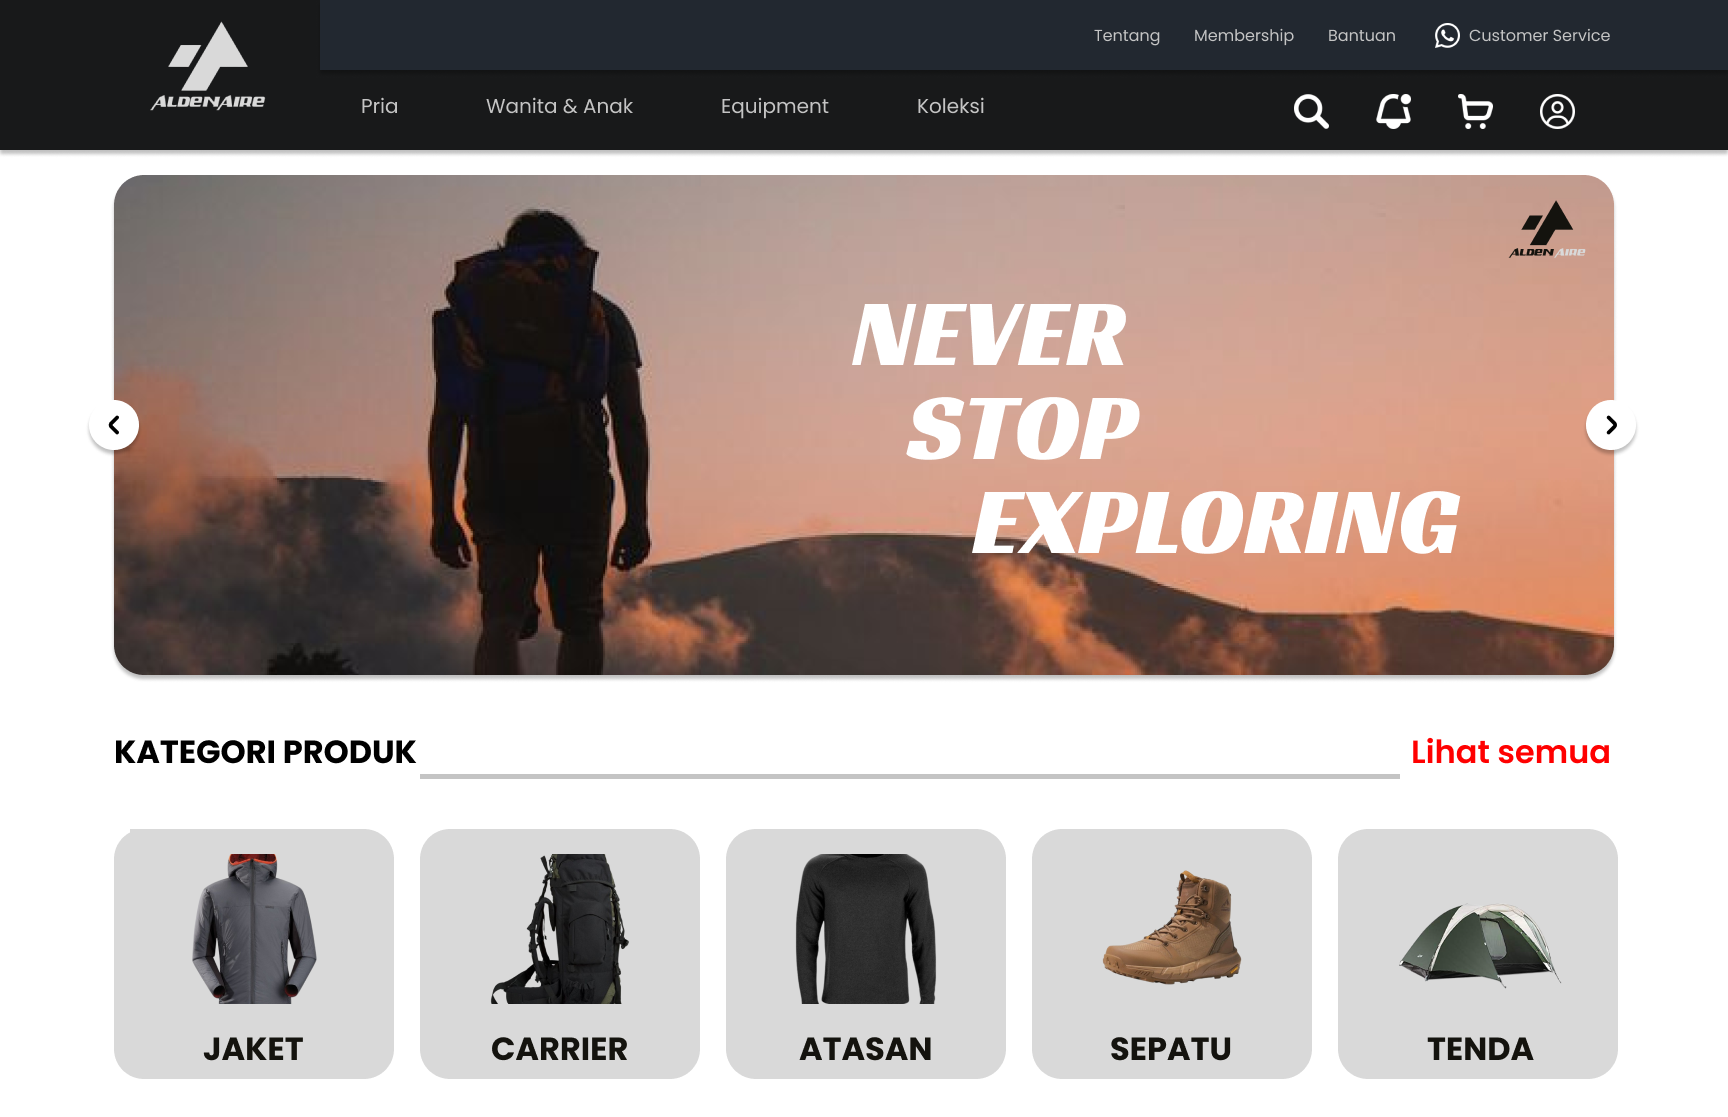 Tentang Membership Bantuan Customer Service
ALDENAIRE
Pria Wanita & Anak Equipment Koleksi
ALDENAIRE
NEVER
STOP
EXPLORING
KATEGORI PRODUK Lihat semua
JAKET CARRIER ATASAN SEPATU TENDA